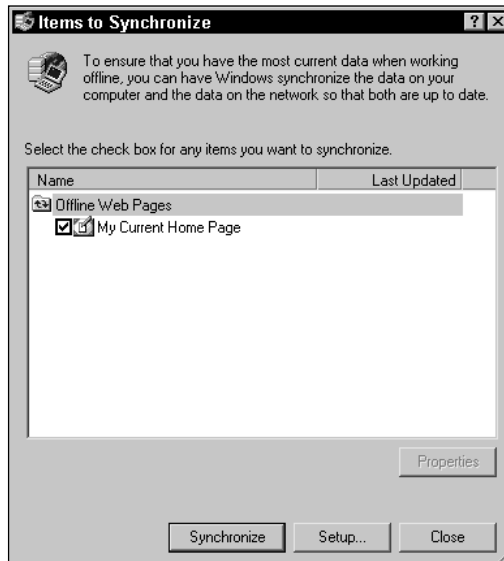 Items to Synchronize
To ensure that you have the most current data when working
offline, you can have Windows synchronize the data on your
computer and the data on the network so that both are up to date.
Select the check box for any items you want to synchronize.
Name Last Updated
Offline Web Pages
My Current Home Page
Properties
Synchronize Setup... Close